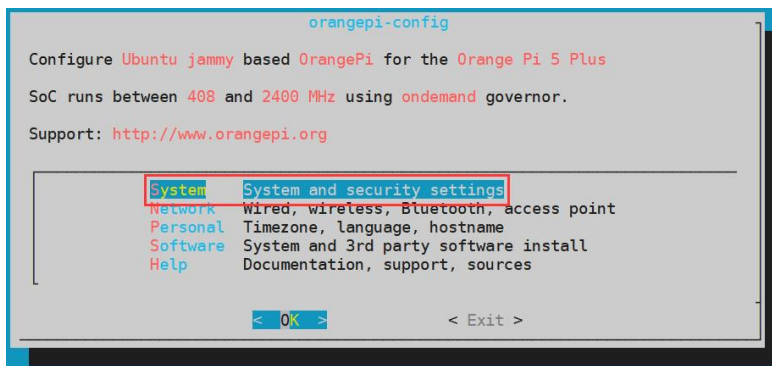 orangepi-config
Configure Ubuntu jammy based OrangePi for the Orange Pi 5 Plus
SoC runs between 408 and 2400 MHz using ondemand governor.
Support: http://www.orangepi.org
System System and security settings
Network Wired, wireless, Bluetooth, access point
Personal Timezone, language, hostname
Software System and 3rd party software install
Help Documentation, support, sources
< OK > < Exit >